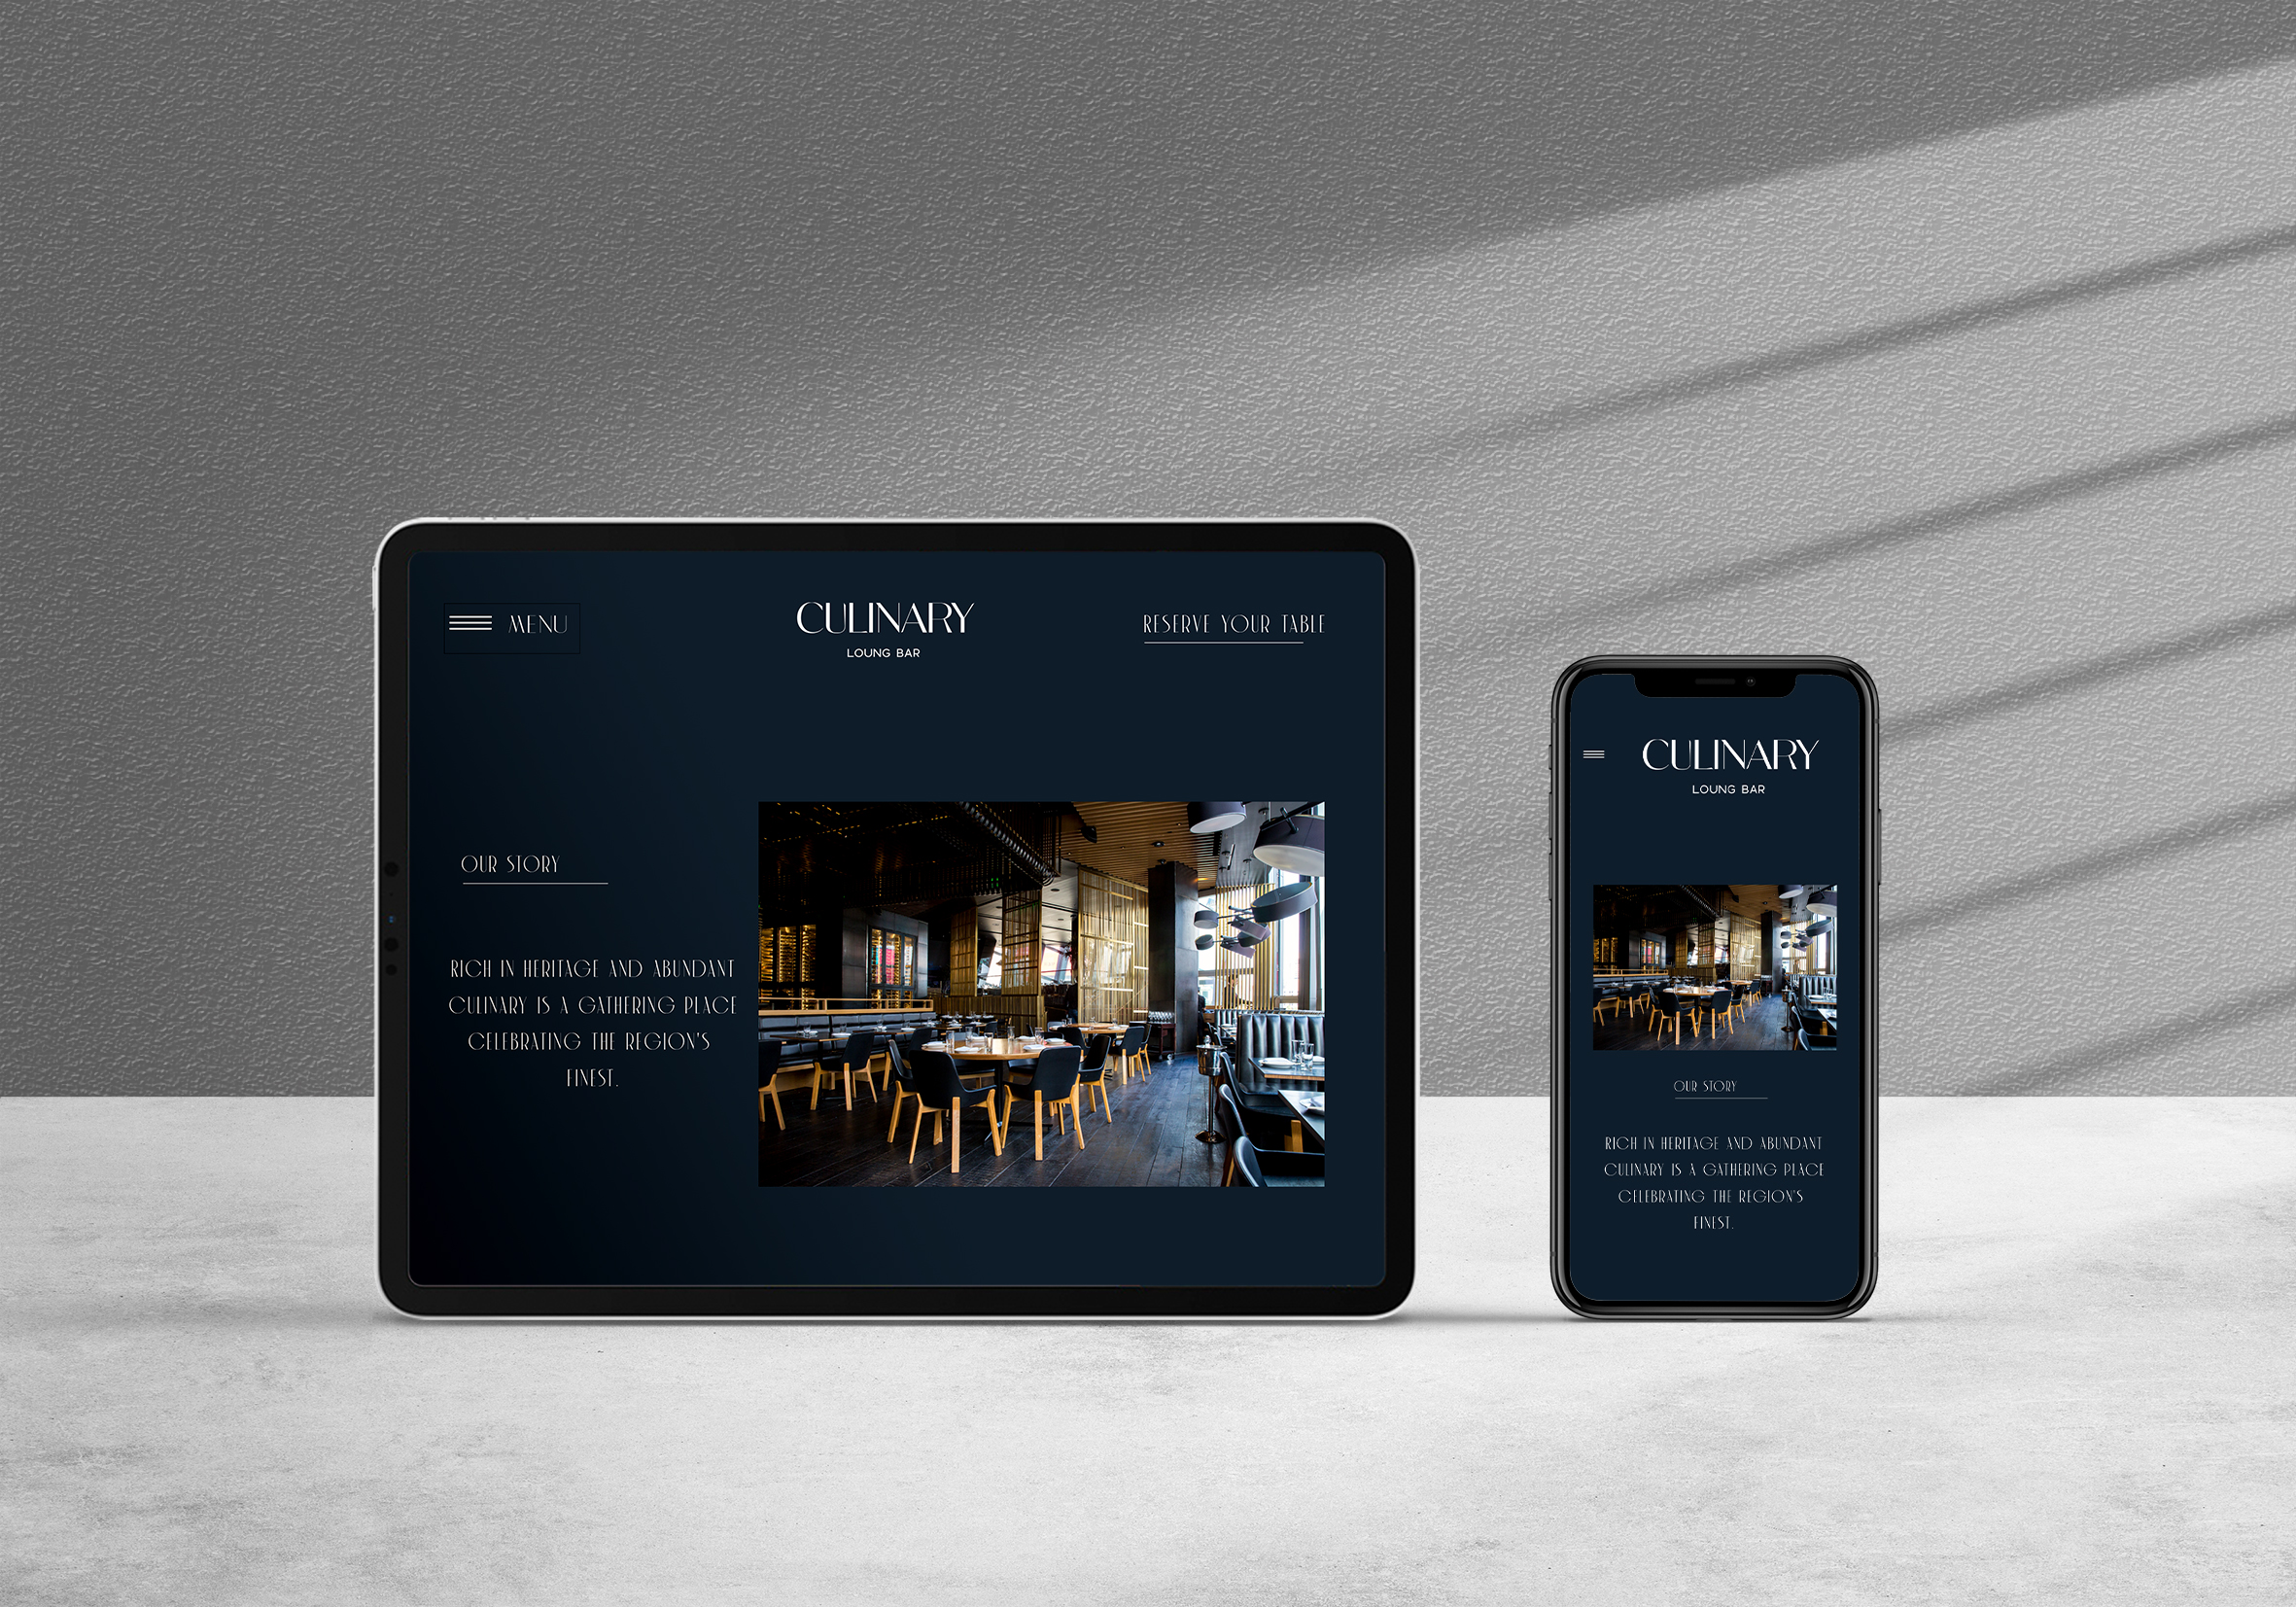 MENU
CULINARY
LOUNG BAR
RESERVE YOUR TABLE
OUR STORY
RICH IN HERITAGE AND ABUNDANT
CULINARY IS A GATHERING PLACE
CELEBRATING THE REGION'S
FINEST.
CULINARY
LOUNG BAR
OUR STORY
RICH IN HERITAGE AND ABUNDANT
CULINARY IS A GATHERING PLACE
CELEBRATING THE REGION'S
FINEST.